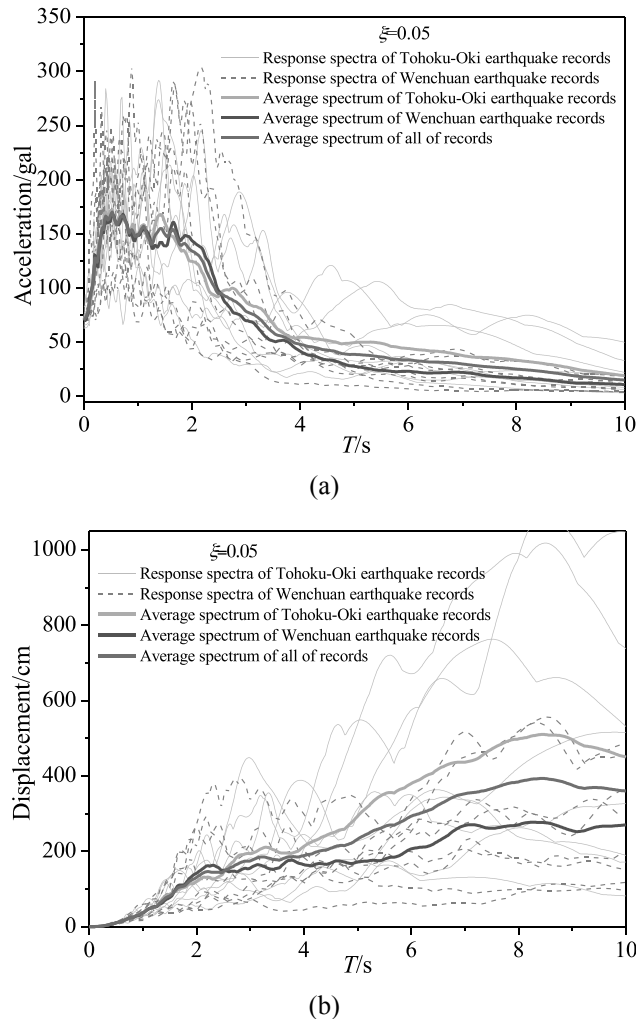 ξ=0.05
Response spectra of Tohoku-Oki earthquake records
Response spectra of Wenchuan earthquake records
Average spectrum of Tohoku-Oki earthquake records
Average spectrum of Wenchuan earthquake records
Average spectrum of all of records
350
300
250
200
150
100
50
0
Acceleration/gal
0 2 4 6 8 10
T/s
(a)
ξ=0.05
Response spectra of Tohoku-Oki earthquake records
Response spectra of Wenchuan earthquake records
Average spectrum of Tohoku-Oki earthquake records
Average spectrum of Wenchuan earthquake records
Average spectrum of all of records
1000
800
600
400
200
0
Displacement/cm
0 2 4 6 8 10
T/s
(b)